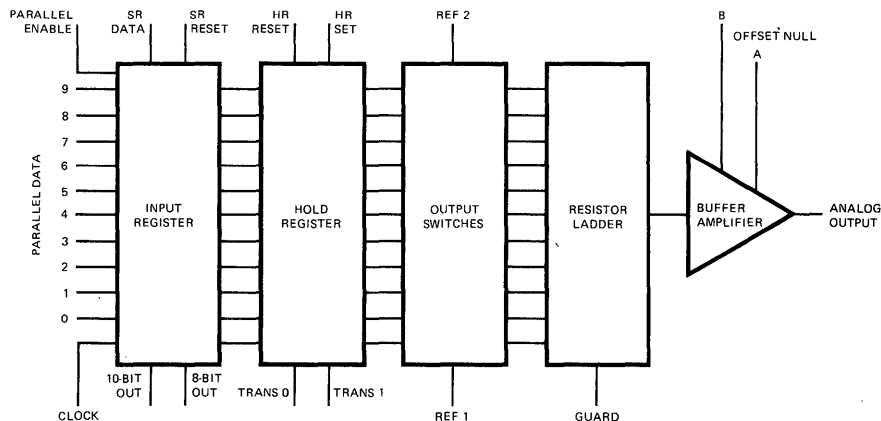 PARALLEL
ENABLE
SR
DATA
SR
RESET
HR
RESET
HR
SET
REF 2
B
OFFSET NULL
A
PARALLEL DATA
9
8
7
6
5
4
3
2
1
0
INPUT
REGISTER
HOLD
REGISTER
OUTPUT
SWITCHES
RESISTOR
LADDER
BUFFER
AMPLIFIER
ANALOG
OUTPUT
CLOCK
10-BIT
OUT
8-BIT
OUT
TRANS 0
TRANS 1
REF 1
GUARD